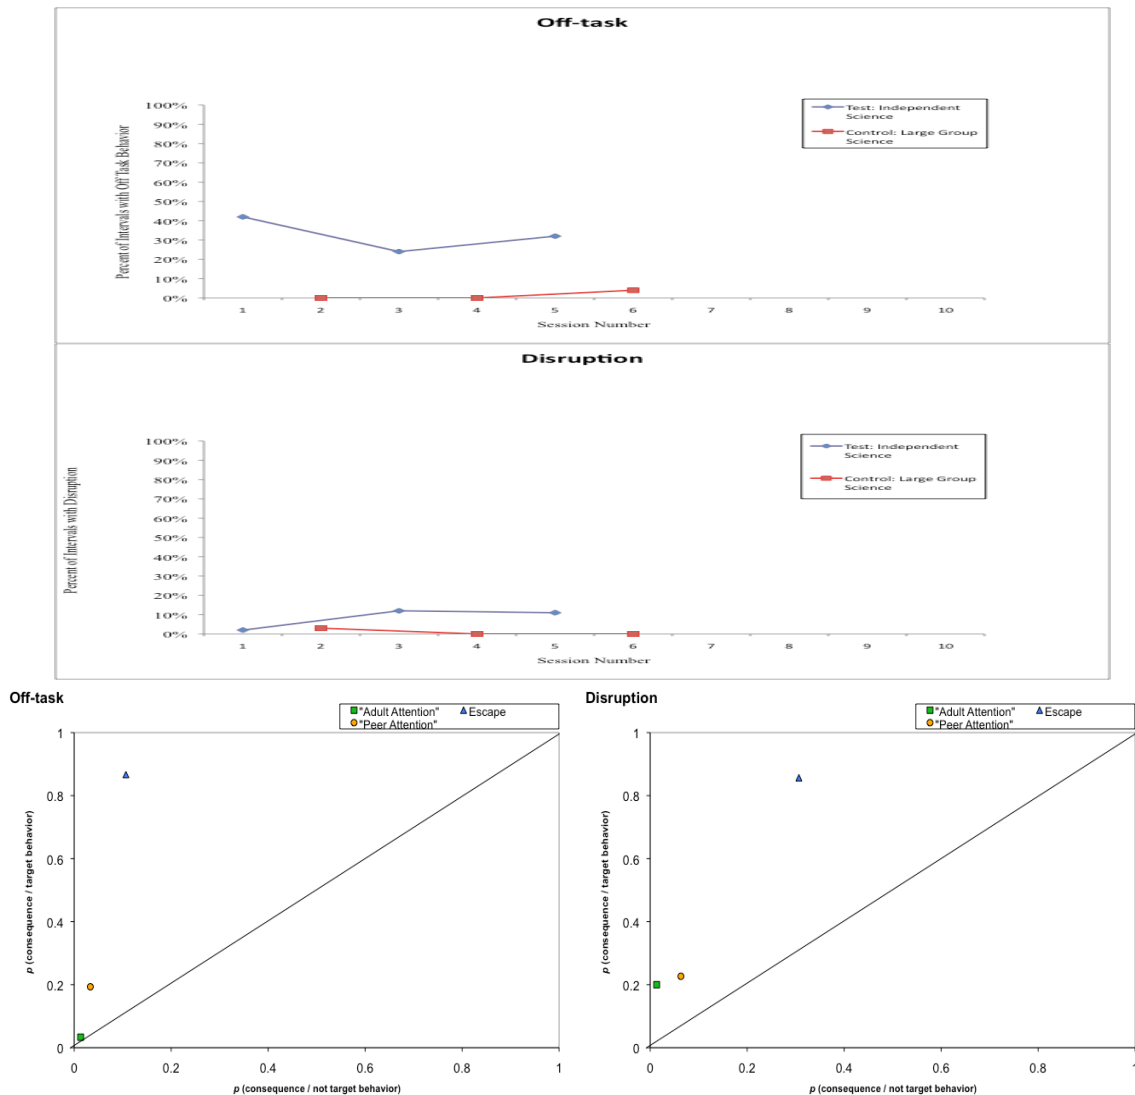 Off-task
100%
90%
80%
70%
60%
50%
40%
30%
20%
10%
0%
Percent of Intervals with Off Task Behavior
Test: Independent
Science
Control: Large Group
Science
1 2 3 4 5 6 7 8 9 10
Session Number
Disruption
100%
90%
80%
70%
60%
50%
40%
30%
20%
10%
0%
Percent of Intervals with Disruption
Test: Independent
Science
Control: Large Group
Science
1 2 3 4 5 6 7 8 9 10
Session Number
Off-task
"Adult Attention" Escape
"Peer Attention"
1
0.8
0.6
0.4
0.2
0
p (consequence / target behavior)
0 0.2 0.4 0.6 0.8 1
p (consequence / not target behavior)
Disruption
"Adult Attention" Escape
"Peer Attention"
1
0.8
0.6
0.4
0.2
0
p (consequence / target behavior)
0 0.2 0.4 0.6 0.8 1
p (consequence / not target behavior)